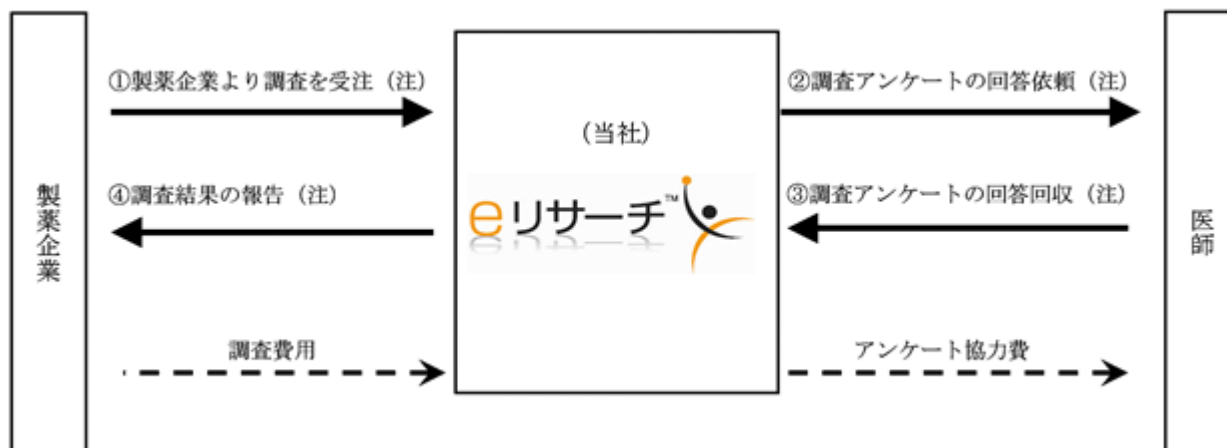 製薬企業
①製薬企業より調査を受注（注）
④調査結果の報告（注）
調査費用
（当社）
eリサーチ™
②調査アンケートの回答依頼（注）
③調査アンケートの回答回収（注）
アンケート協力費
医師